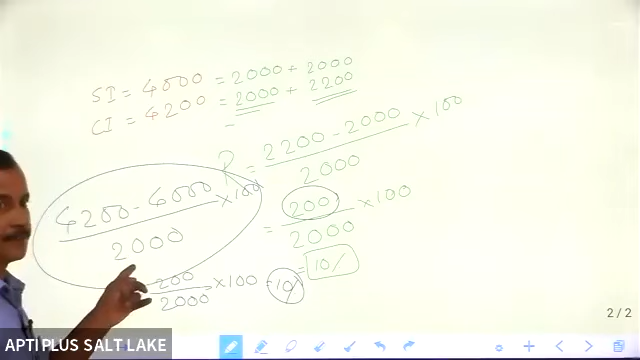 SI = 4000 = 2000 + 2000
CI = 4200 = 2000 + 2200
R = 2200 - 2000 / 2000 × 100
= 200 / 2000 × 100
= 10%
4200 - 4000 / 2000 × 100
200 / 2000 × 100 = 10%
2 / 2
APTI PLUS SALT LAKE